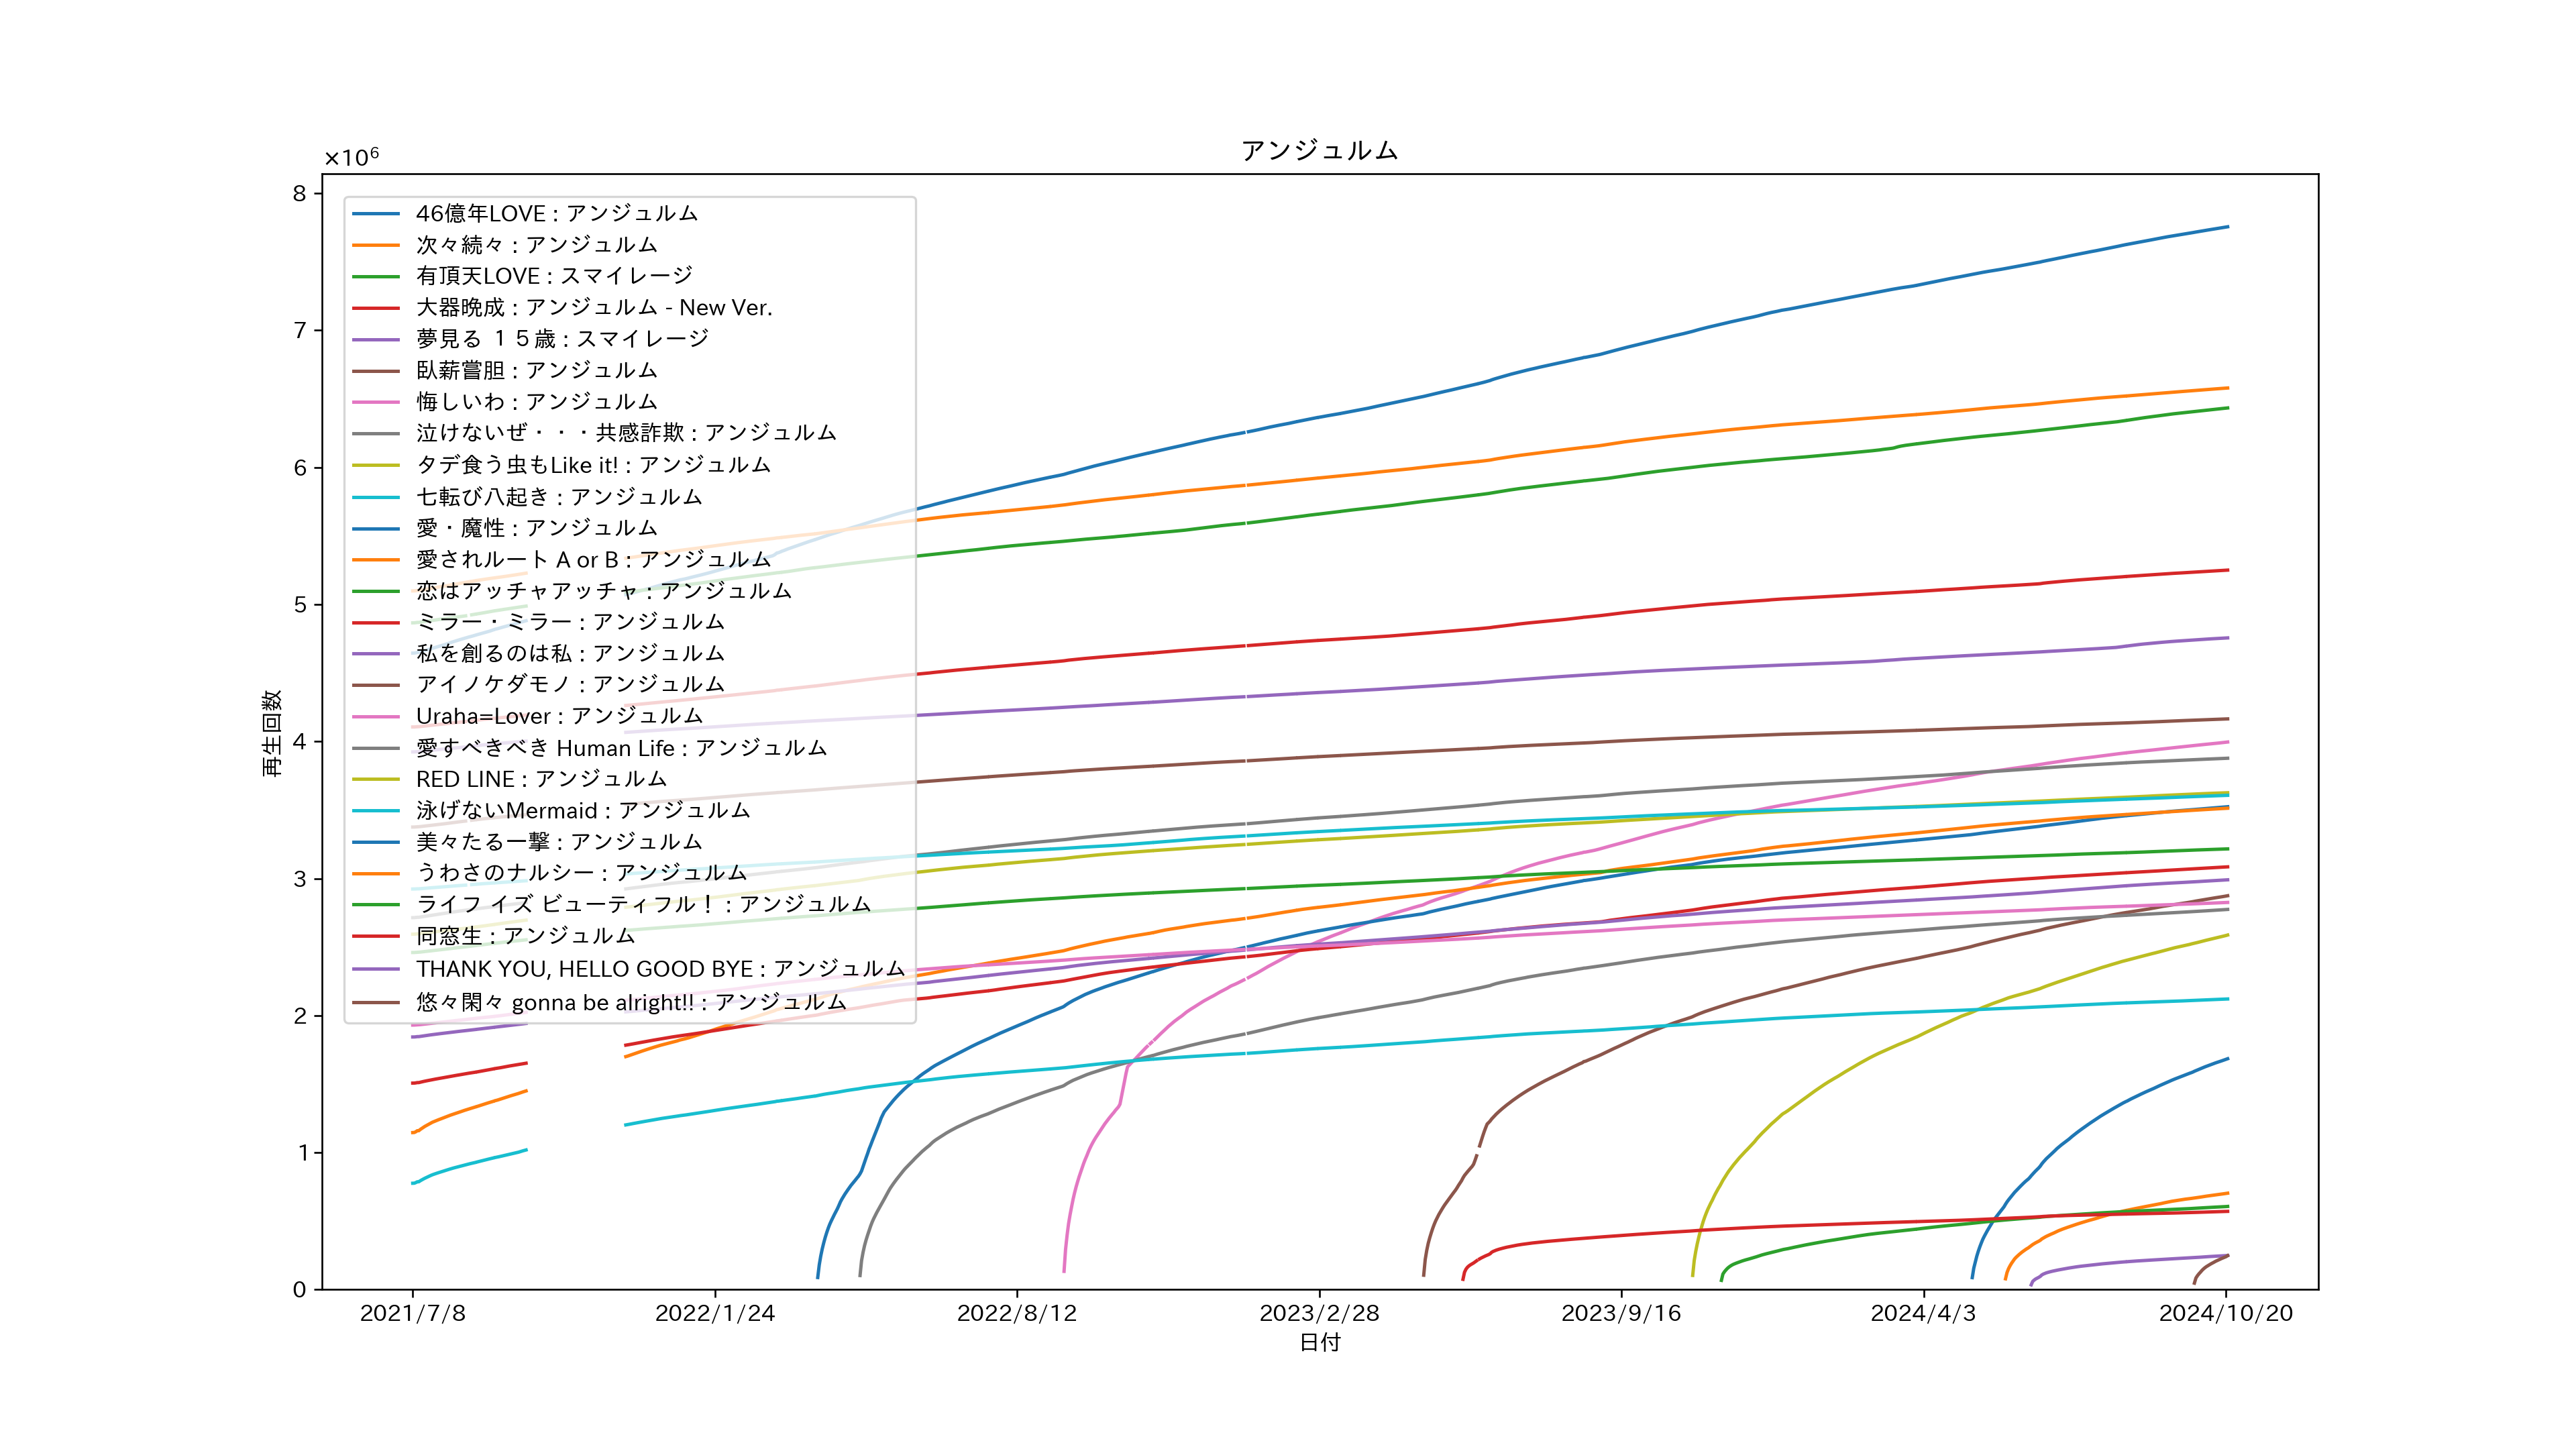 アンジュルム
×10⁶
8
7
6
5
4
3
2
1
0
再生回数
46億年LOVE : アンジュルム
次々続々 : アンジュルム
有頂天LOVE : スマイレージ
大器晩成 : アンジュルム - New Ver.
夢見る １５歳 : スマイレージ
臥薪嘗胆 : アンジュルム
悔しいわ : アンジュルム
泣けないぜ・・・共感詐欺 : アンジュルム
タデ食う虫もLike it! : アンジュルム
七転び八起き : アンジュルム
愛・魔性 : アンジュルム
愛されルート A or B : アンジュルム
恋はアッチャアッチャ : アンジュルム
ミラー・ミラー : アンジュルム
私を創るのは私 : アンジュルム
アイノケダモノ : アンジュルム
Uraha=Lover : アンジュルム
愛すべきべき Human Life : アンジュルム
RED LINE : アンジュルム
泳げないMermaid : アンジュルム
美々たる一撃 : アンジュルム
うわさのナルシー : アンジュルム
ライフ イズ ビューティフル！ : アンジュルム
同窓生 : アンジュルム
THANK YOU, HELLO GOOD BYE : アンジュルム
悠々閑々 gonna be alright!! : アンジュルム
2021/7/8
2022/1/24
2022/8/12
2023/2/28
2023/9/16
2024/4/3
2024/10/20
日付